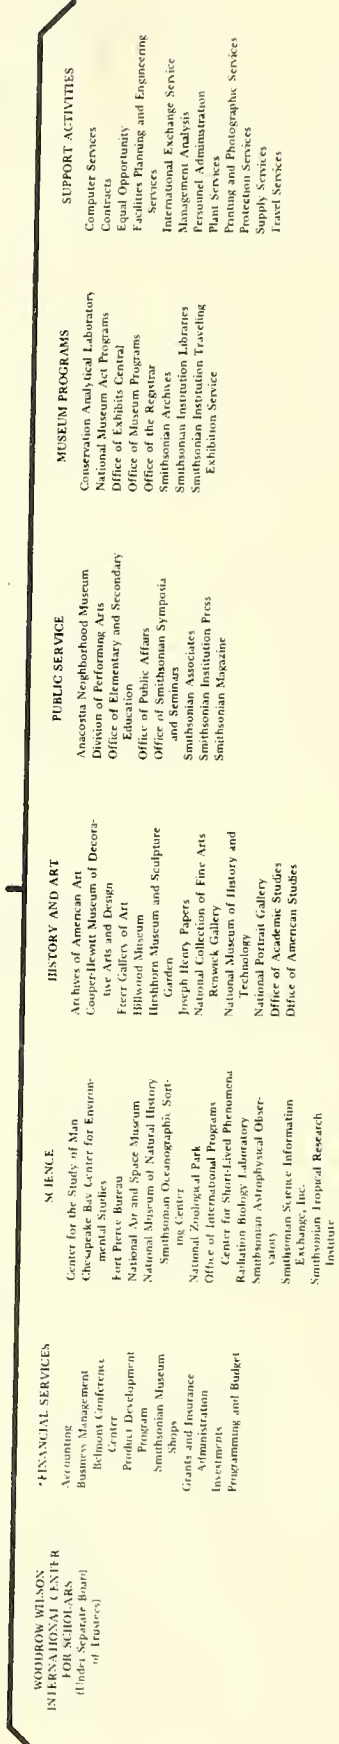 WOODROW WILSON
INTERNATIONAL CENTER
FOR SCHOLARS
(Under Separate Board
of Trustees)
*FINANCIAL SERVICES
Accounting
Business Management
Belmont Conference
Center
Product Development
Program
Smithsonian Museum
Shops
Grants and Insurance
Administration
Investments
Programming and Budget
SCIENCE
Center for the Study of Man
Chesapeake Bay Center for Environ-
mental Studies
Fort Pierce Bureau
National Air and Space Museum
National Museum of Natural History
Smithsonian Oceanographic Sort-
ing Center
National Zoological Park
Office of International Programs
Center for Short-Lived Phenomena
Radiation Biology Laboratory
Smithsonian Astrophysical Obser-
vatory
Smithsonian Science Information
Exchange, Inc.
Smithsonian Tropical Research
Institute
HISTORY AND ART
Archives of American Art
Cooper-Hewitt Museum of Decora-
tive Arts and Design
Freer Gallery of Art
Hillwood Museum
Hirshhorn Museum and Sculpture
Garden
Joseph Henry Papers
National Collection of Fine Arts
Renwick Gallery
National Museum of History and
Technology
National Portrait Gallery
Office of Academic Studies
Office of American Studies
PUBLIC SERVICE
Anacostia Neighborhood Museum
Division of Performing Arts
Office of Elementary and Secondary
Education
Office of Public Affairs
Office of Smithsonian Symposia
and Seminars
Smithsonian Associates
Smithsonian Institution Press
Smithsonian Magazine
MUSEUM PROGRAMS
Conservation Analytical Laboratory
National Museum Act Programs
Office of Exhibits Central
Office of Museum Programs
Office of the Registrar
Smithsonian Archives
Smithsonian Institution Libraries
Smithsonian Institution Traveling
Exhibition Service
SUPPORT ACTIVITIES
Computer Services
Contracts
Equal Opportunity
Facilities Planning and Engineering
Services
International Exchange Service
Management Analysis
Personnel Administration
Plant Services
Printing and Photographic Services
Protection Services
Supply Services
Travel Services